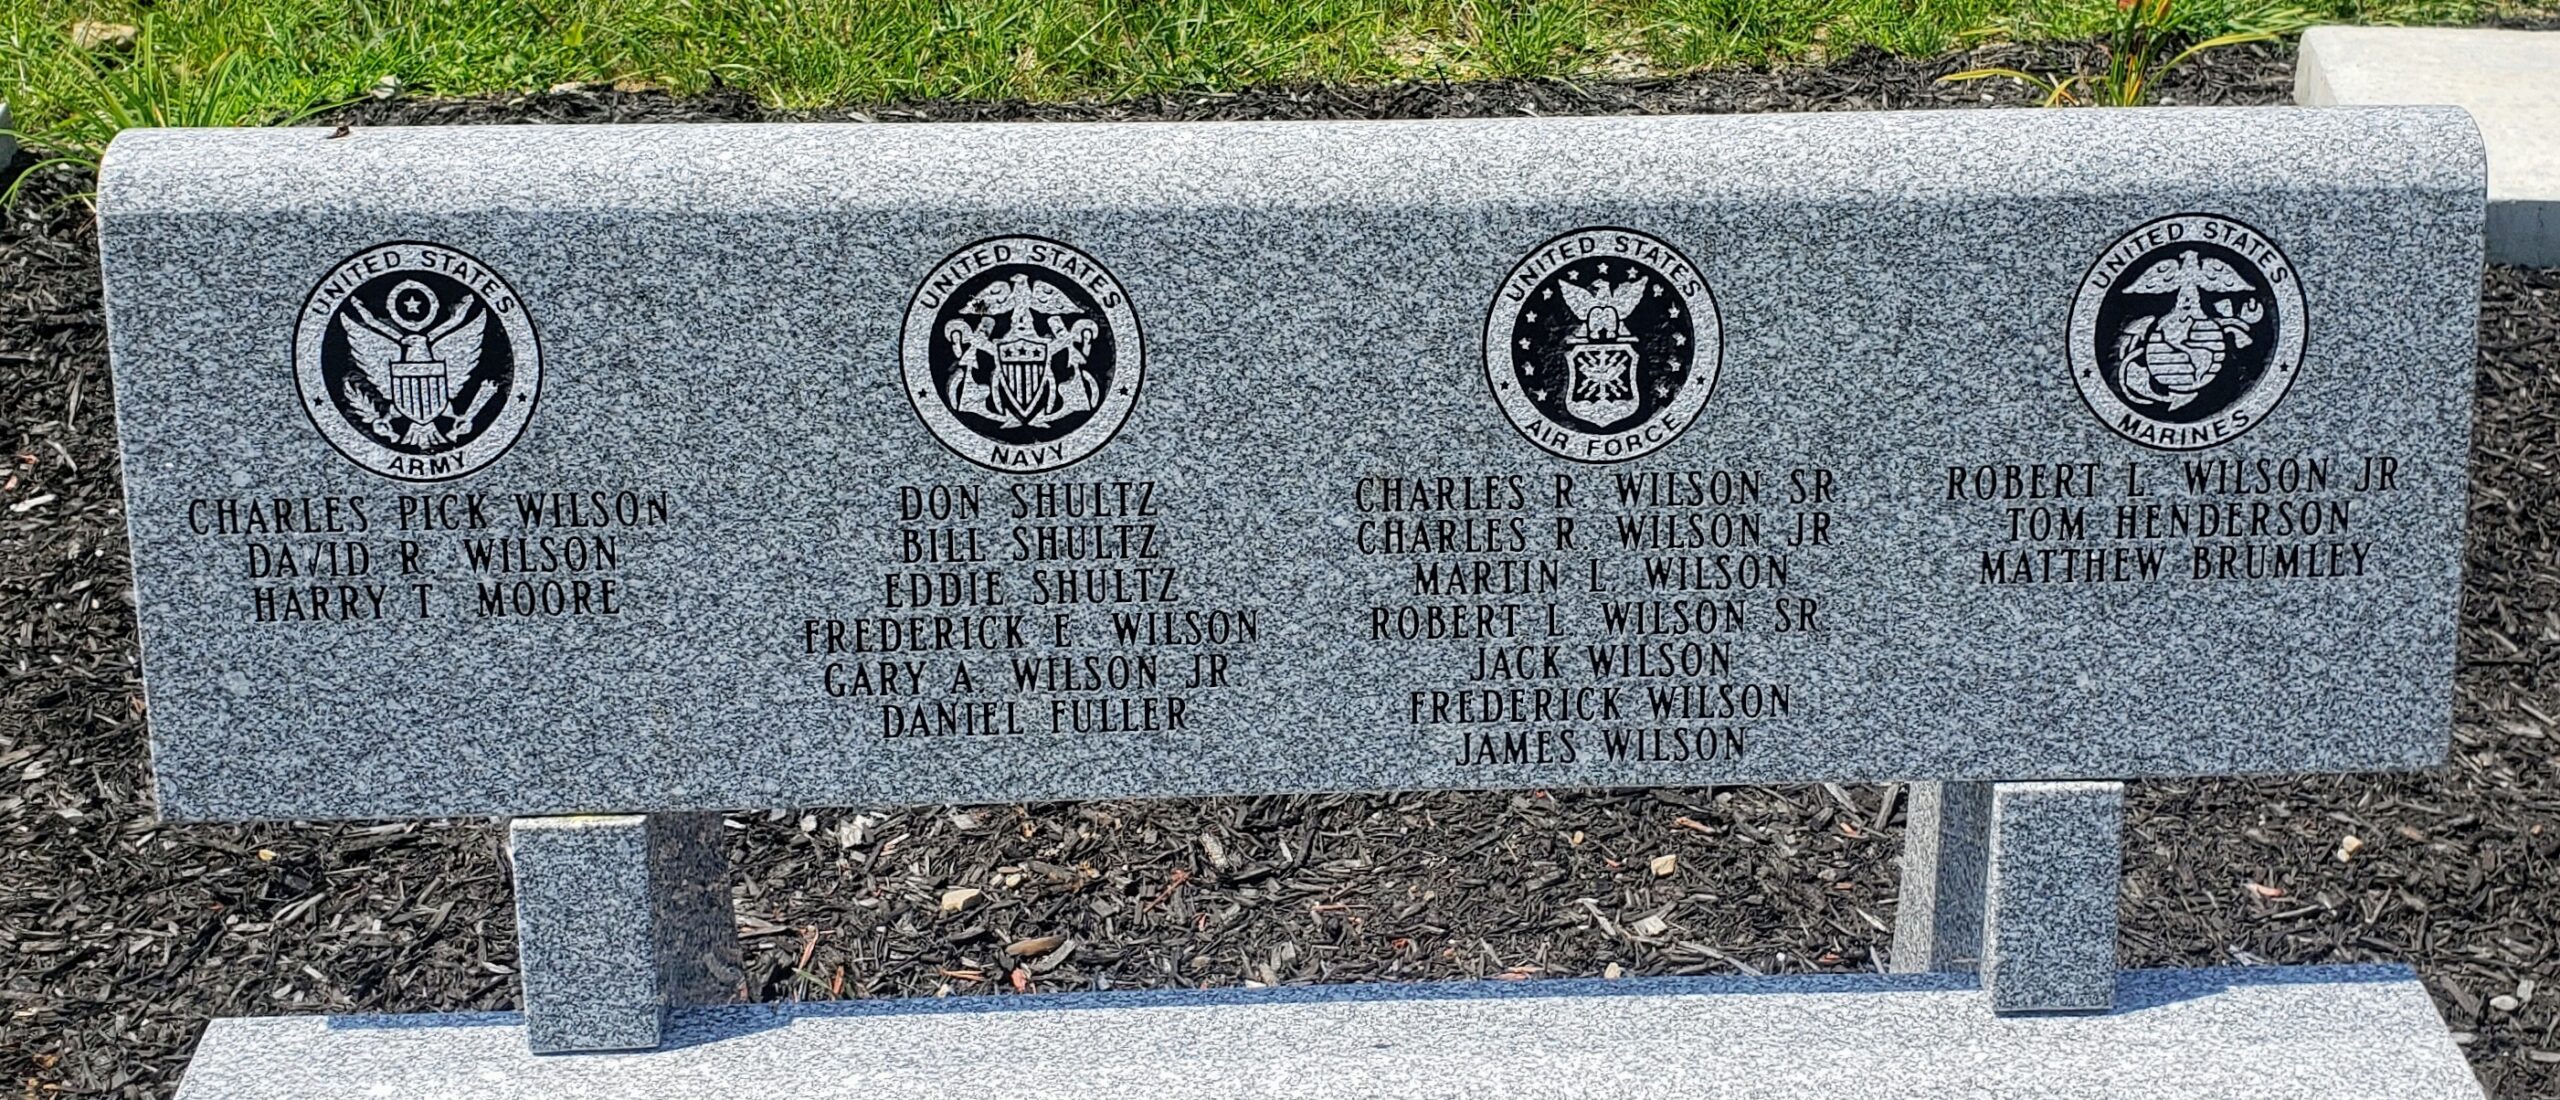 UNITED STATES
ARMY
CHARLES PICK WILSON
DAVID R. WILSON
HARRY T. MOORE
UNITED STATES
NAVY
DON SHULTZ
BILL SHULTZ
EDDIE SHULTZ
FREDERICK E. WILSON
GARY A. WILSON JR.
DANIEL FULLER
UNITED STATES
AIR FORCE
CHARLES R. WILSON SR
CHARLES R. WILSON JR
MARTIN L. WILSON
ROBERT L. WILSON SR.
JACK WILSON
FREDERICK WILSON
JAMES WILSON
UNITED STATES
MARINES
ROBERT L. WILSON JR
TOM HENDERSON
MATTHEW BRUMLEY